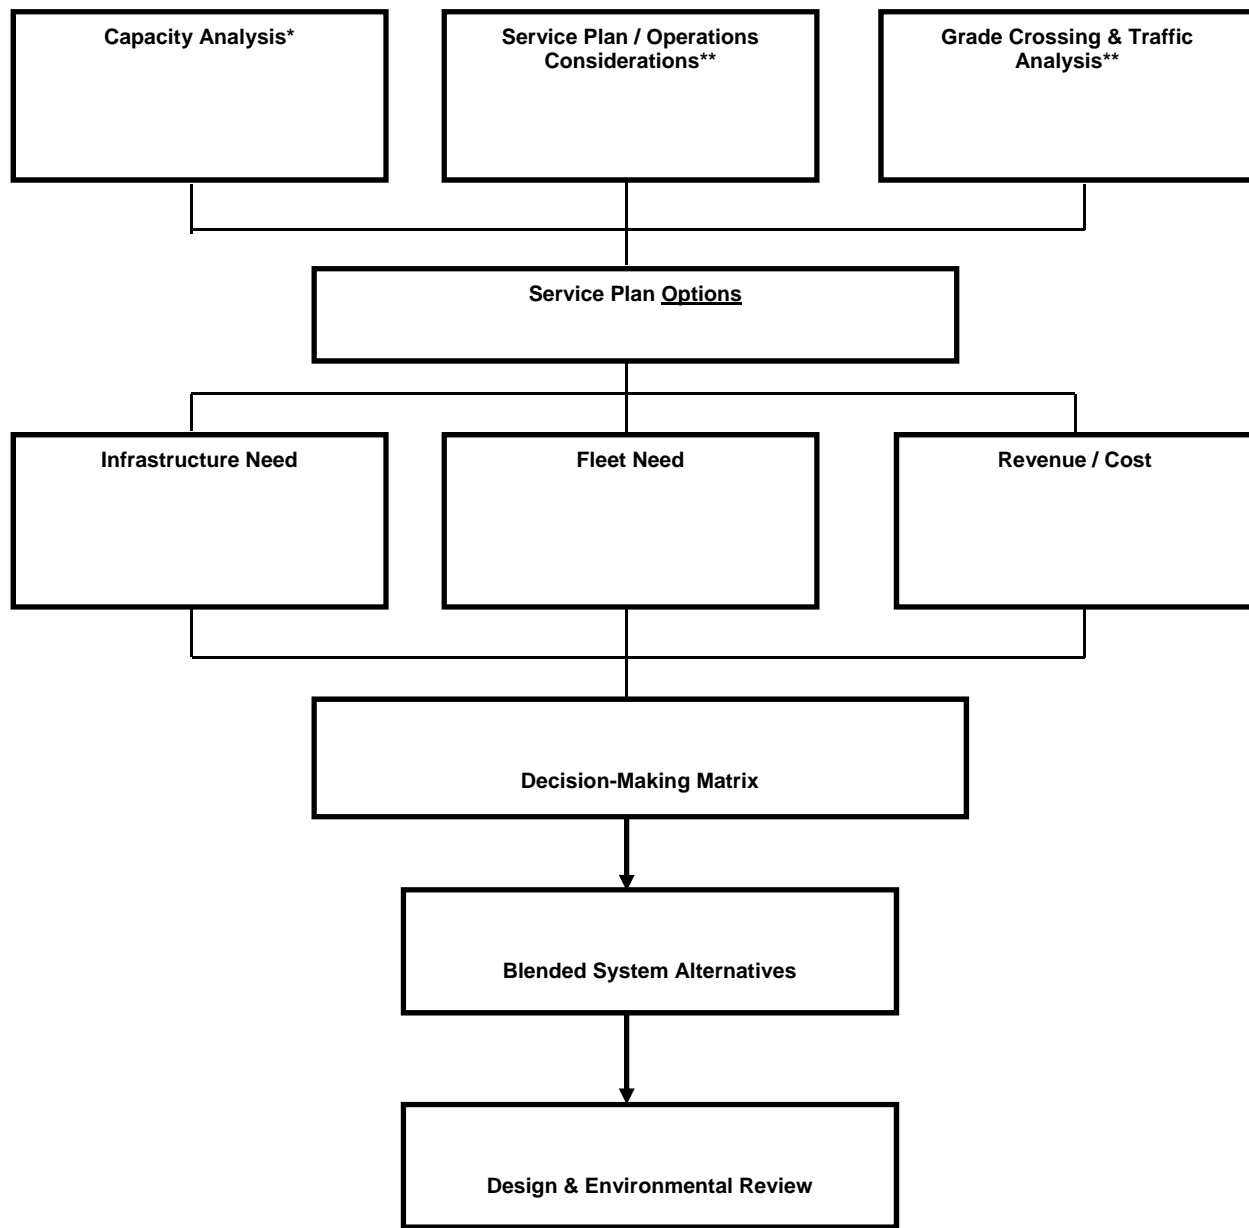 Capacity Analysis*
Service Plan / Operations
Considerations**
Grade Crossing & Traffic
Analysis**
Service Plan Options
Infrastructure Need
Fleet Need
Revenue / Cost
Decision-Making Matrix
Blended System Alternatives
Design & Environmental Review